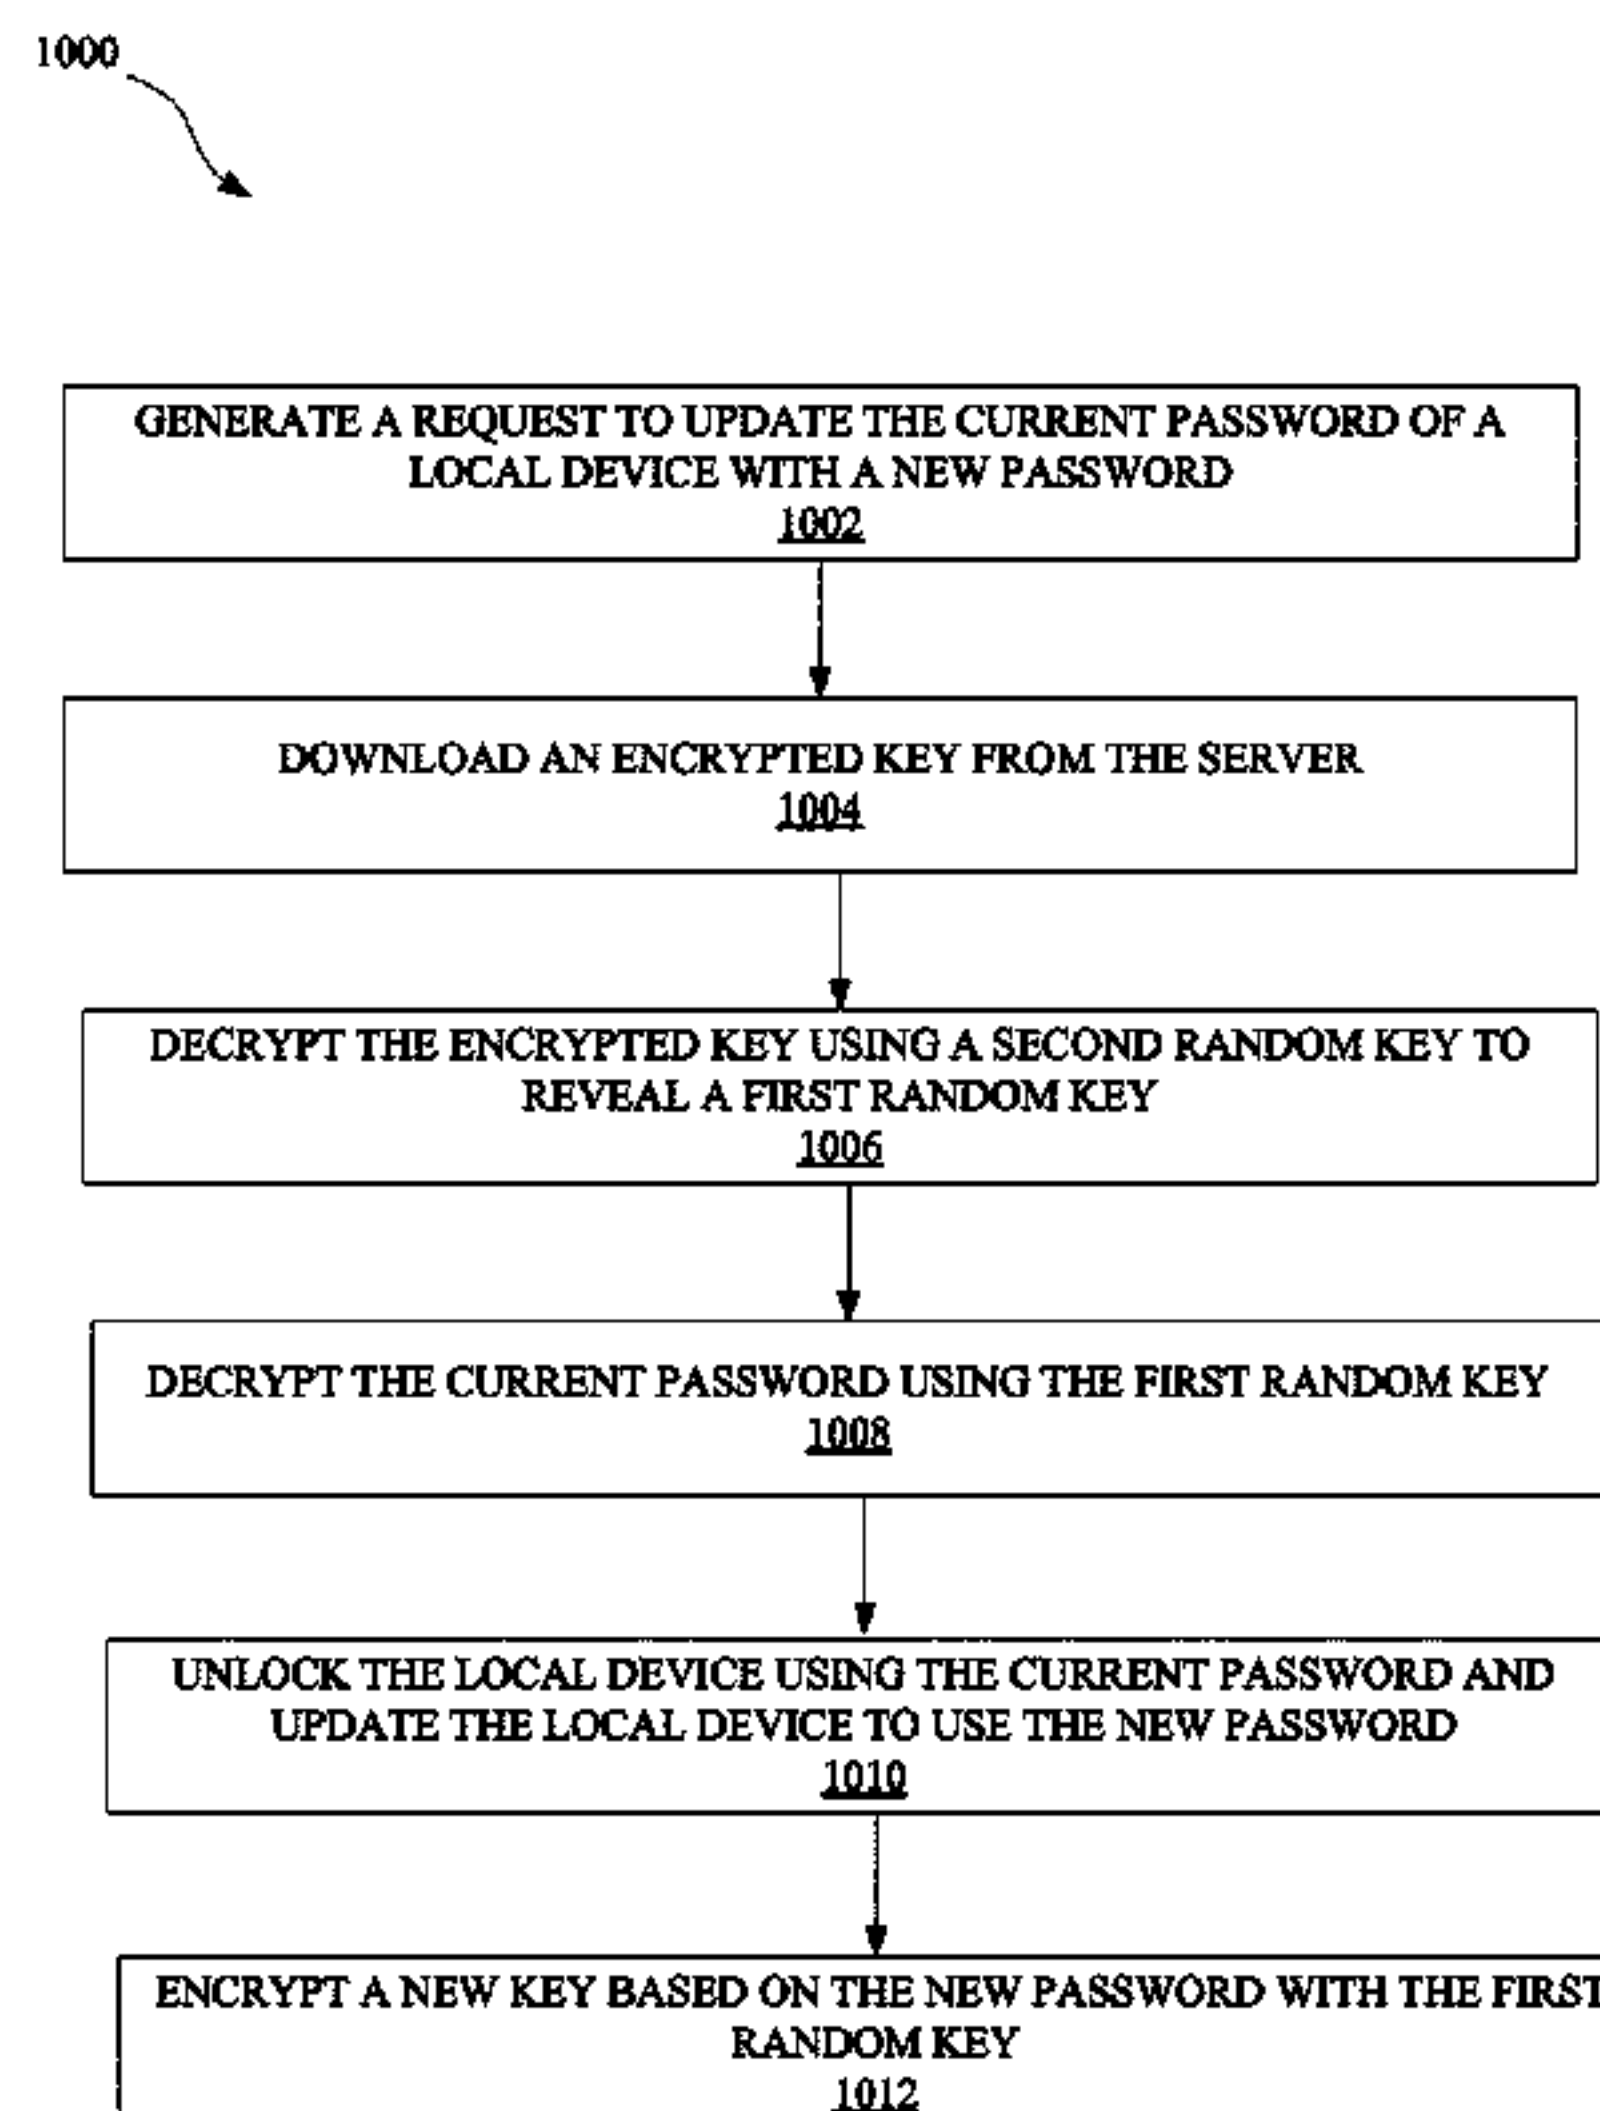 1000
GENERATE A REQUEST TO UPDATE THE CURRENT PASSWORD OF A
LOCAL DEVICE WITH A NEW PASSWORD
1002
DOWNLOAD AN ENCRYPTED KEY FROM THE SERVER
1004
DECRYPT THE ENCRYPTED KEY USING A SECOND RANDOM KEY TO
REVEAL A FIRST RANDOM KEY
1006
DECRYPT THE CURRENT PASSWORD USING THE FIRST RANDOM KEY
1008
UNLOCK THE LOCAL DEVICE USING THE CURRENT PASSWORD AND
UPDATE THE LOCAL DEVICE TO USE THE NEW PASSWORD
1010
ENCRYPT A NEW KEY BASED ON THE NEW PASSWORD WITH THE FIRST
RANDOM KEY
1012